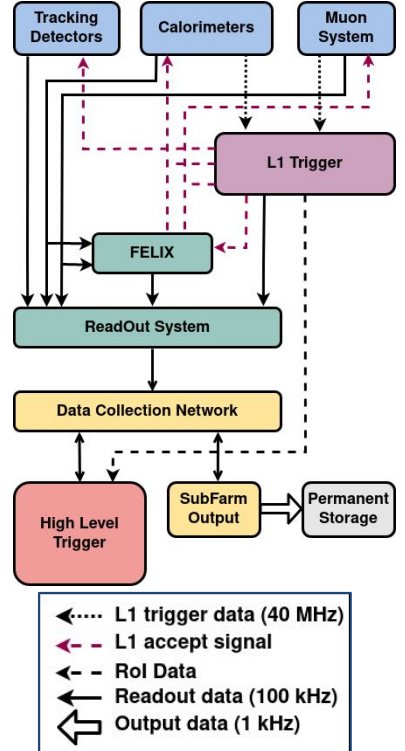 Tracking
Detectors
Calorimeters
Muon
System
L1 Trigger
FELIX
ReadOut System
Data Collection Network
High Level
Trigger
SubFarm
Output
Permanent
Storage
L1 trigger data (40 MHz)
L1 accept signal
RoI Data
Readout data (100 kHz)
Output data (1 kHz)